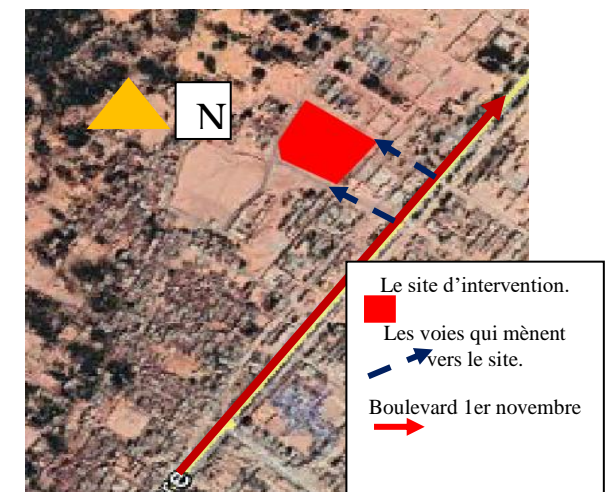 N
Le site d’intervention.
Les voies qui mènent
vers le site.
Boulevard 1er novembre